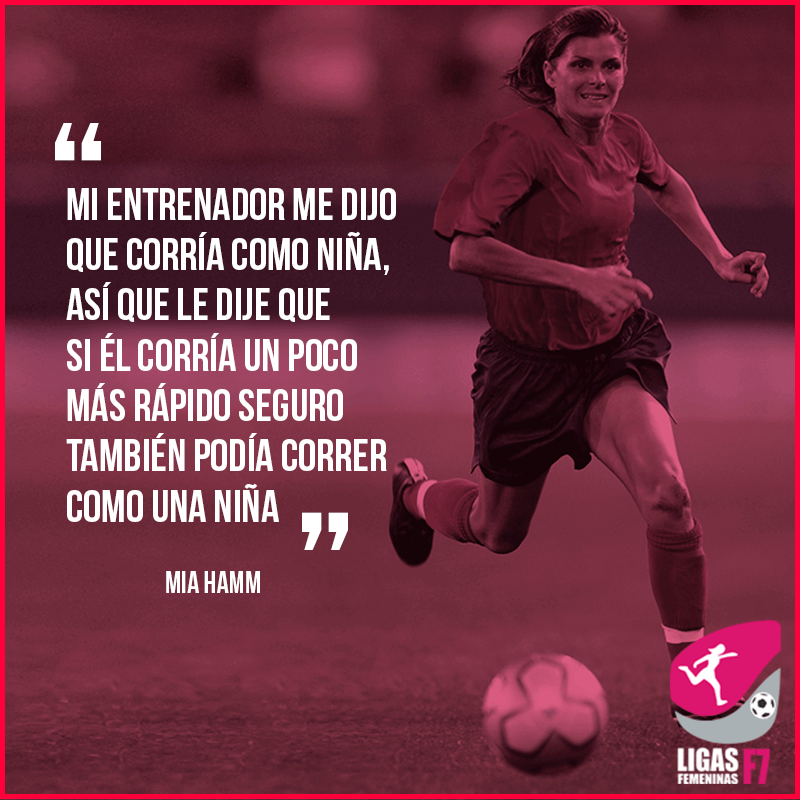 “
MI ENTRENADOR ME DIJO
QUE CORRÍA COMO NIÑA,
ASÍ QUE LE DIJE QUE
SI ÉL CORRÍA UN POCO
MÁS RÁPIDO SEGURO
TAMBIÉN PODÍA CORRER
COMO UNA NIÑA
”
MIA HAMM
LIGAS
FEMENINAS F7